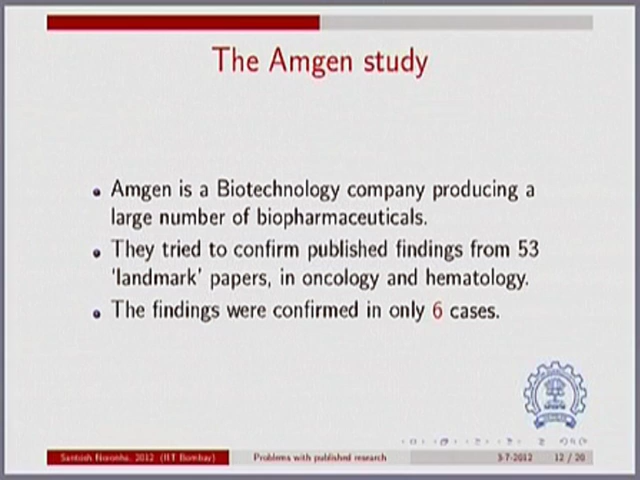 The Amgen study
Amgen is a Biotechnology company producing a
large number of biopharmaceuticals.
They tried to confirm published findings from 53
'landmark' papers, in oncology and hematology.
The findings were confirmed in only 6 cases.
Santosh Noronha, 2012 (IIT Bombay) Problems with published research 3-7-2012 12 / 20